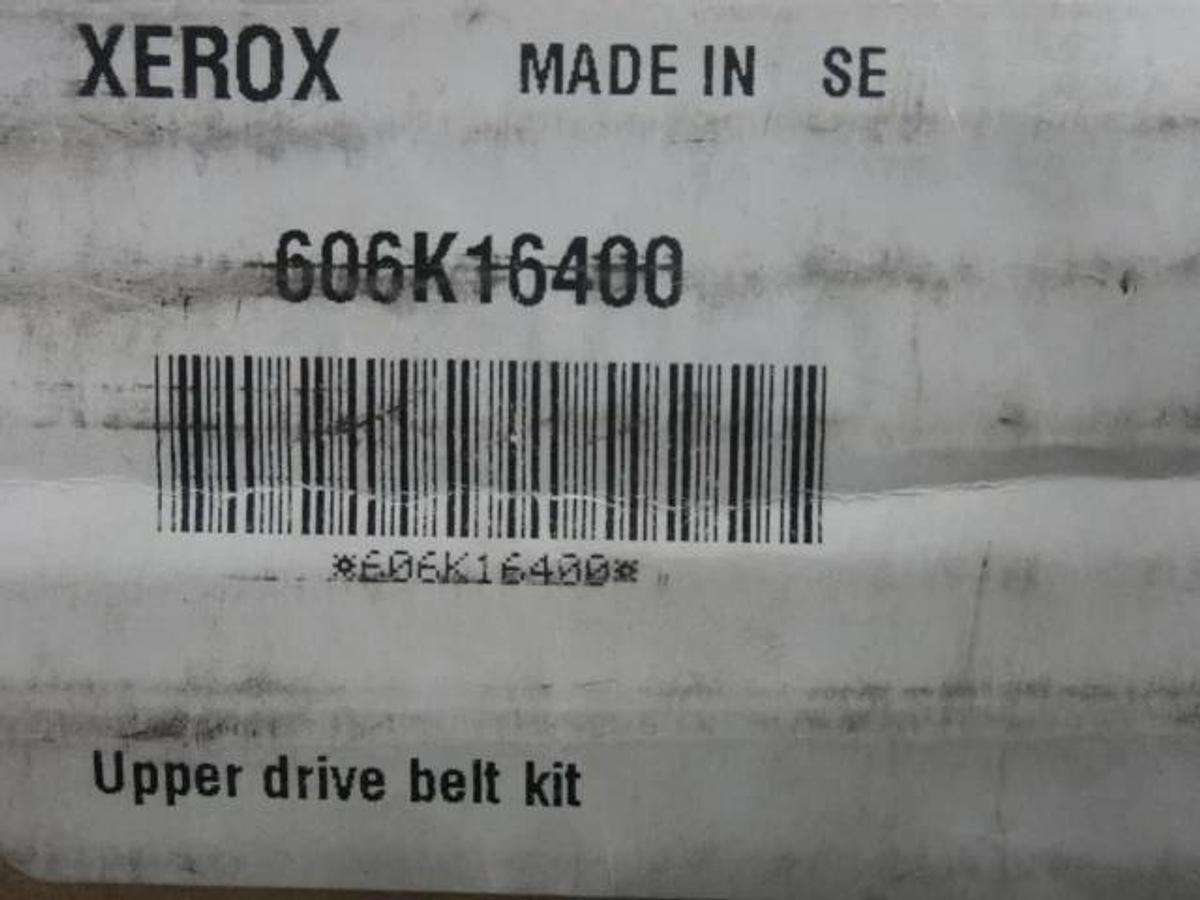 XEROX MADE IN SE
606K16400
*606K16400*
Upper drive belt kit